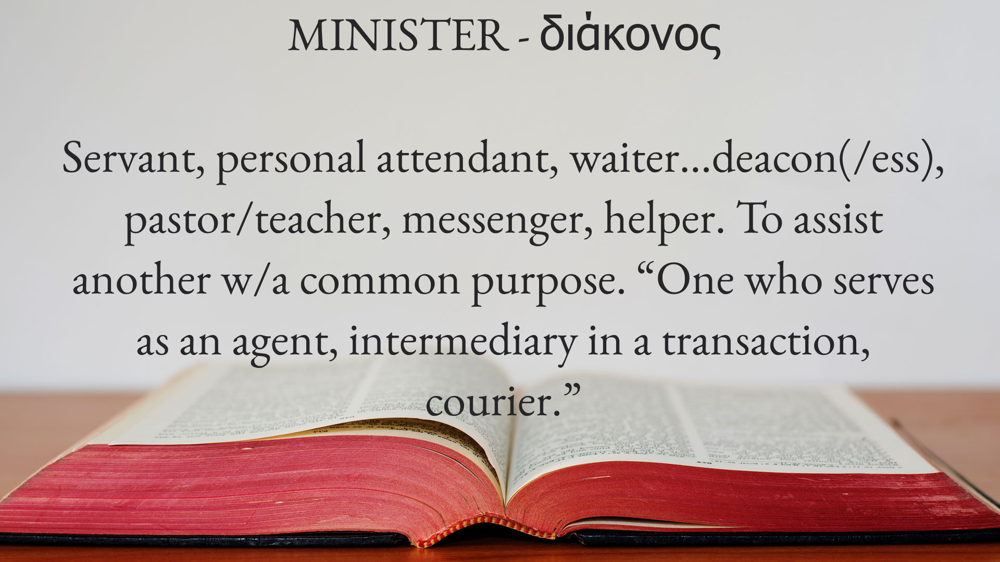 MINISTER - διάκονος
Servant, personal attendant, waiter...deacon(/ess),
pastor/teacher, messenger, helper. To assist
another w/a common purpose. “One who serves
as an agent, intermediary in a transaction,
courier.”